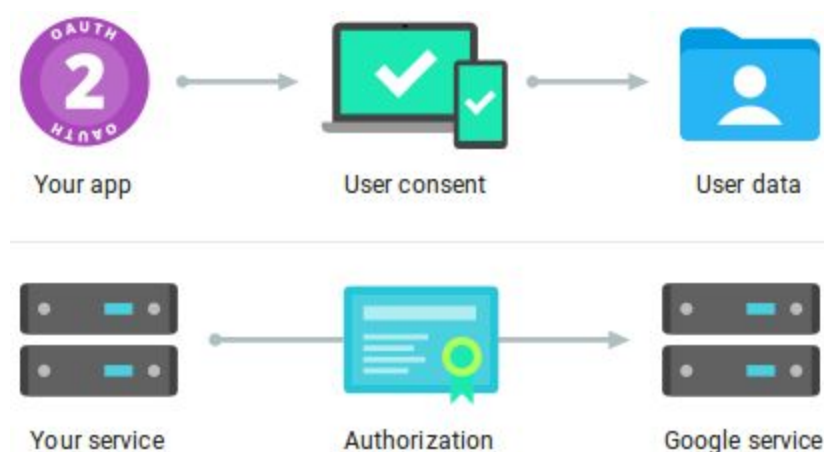 OAUTH
2
OAUTH
Your app
User consent
User data
Your service
Authorization
Google service